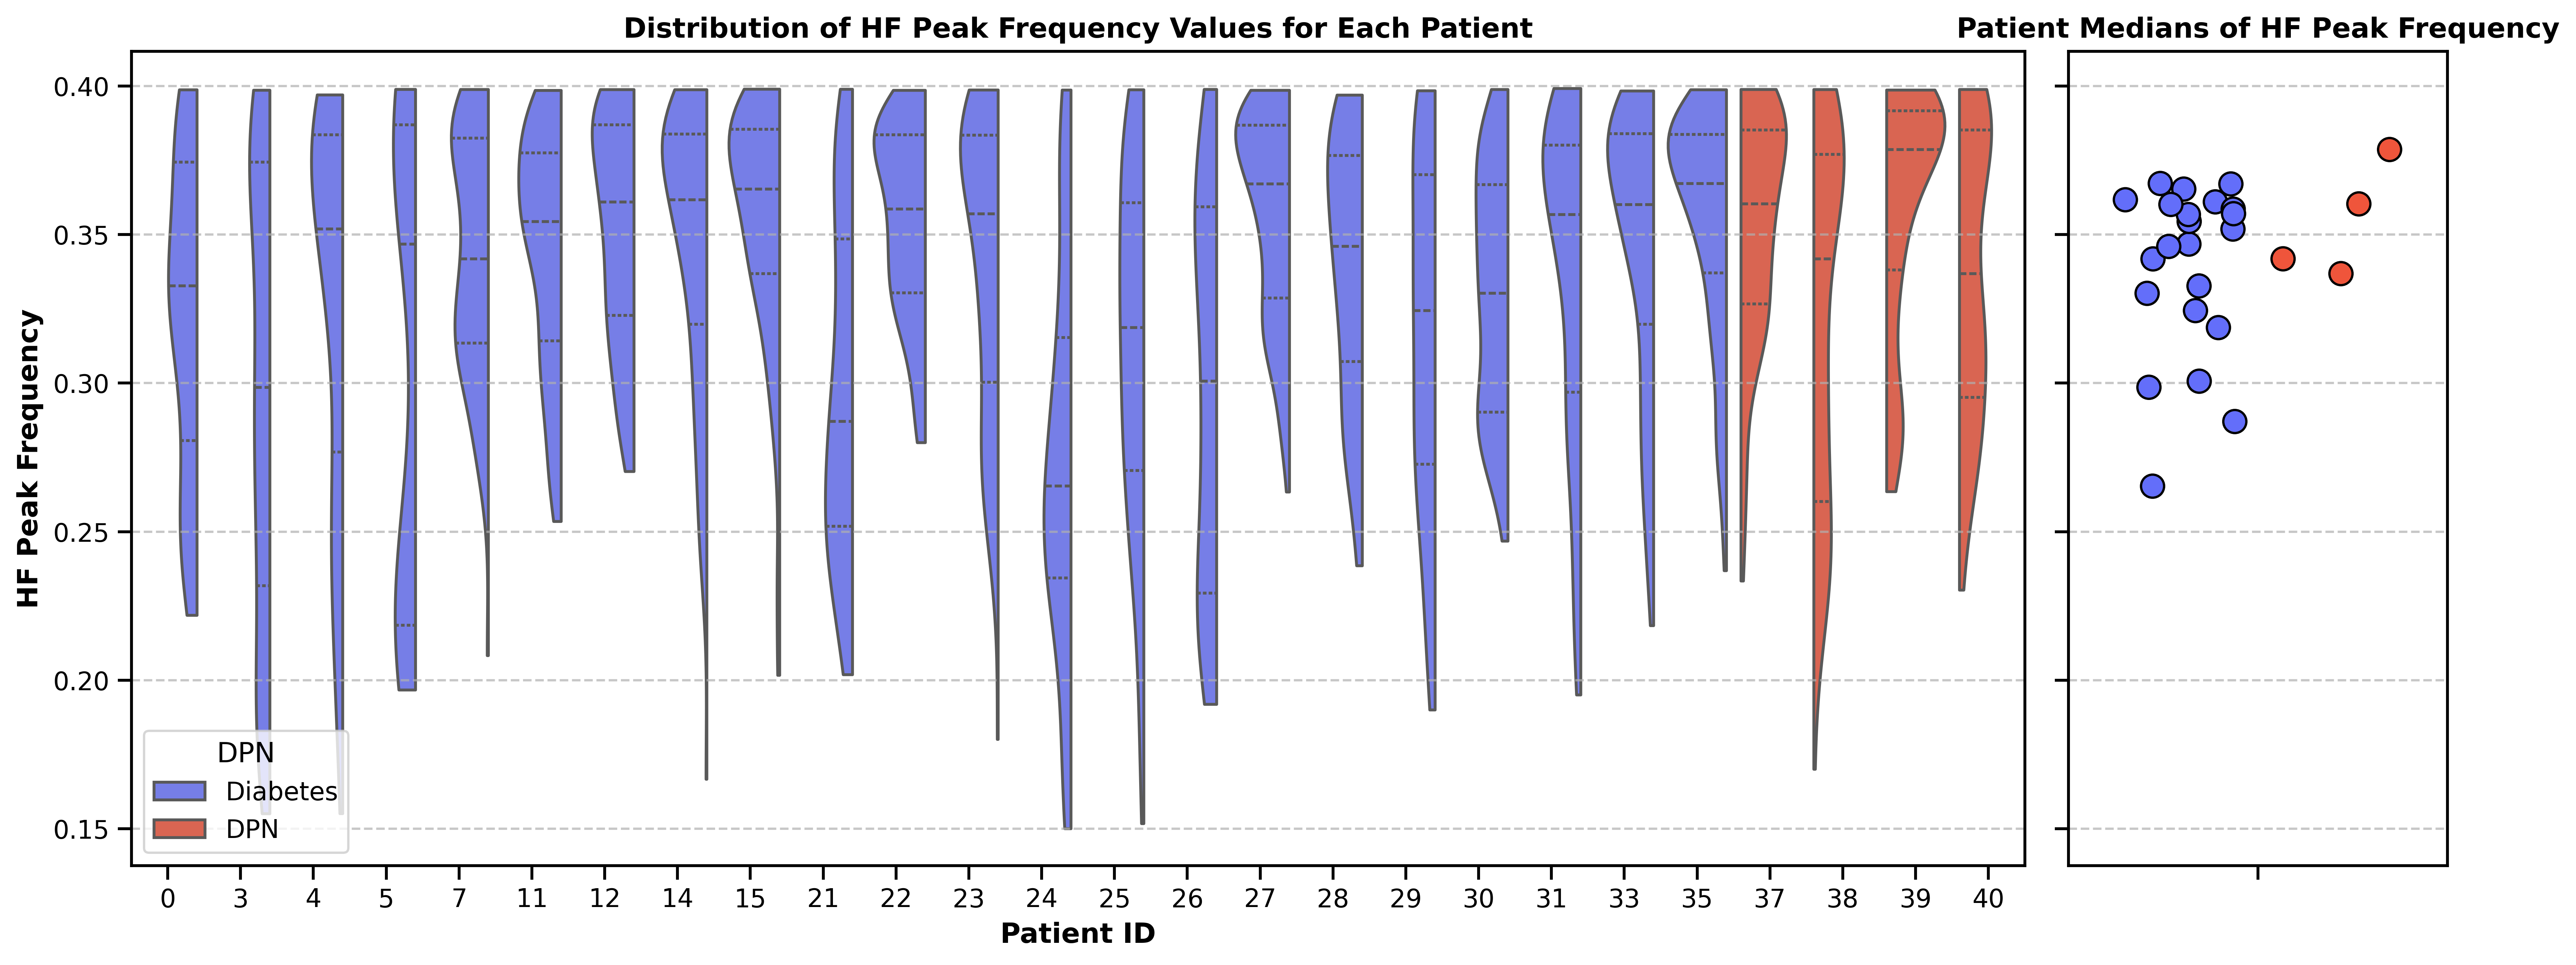 Distribution of HF Peak Frequency Values for Each Patient
Patient Medians of HF Peak Frequency
HF Peak Frequency
0.40
0.35
0.30
0.25
0.20
0.15
DPN
Diabetes
DPN
0 3 4 5 7 11 12 14 15 21 22 23 24 25 26 27 28 29 30 31 33 35 37 38 39 40
Patient ID